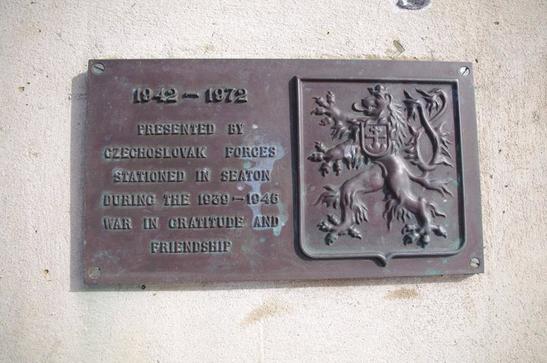 1942 – 1972
PRESENTED BY
CZECHOSLOVAK FORCES
STATIONED IN SEATON
DURING THE 1939 – 1945
WAR IN GRATITUDE AND
FRIENDSHIP